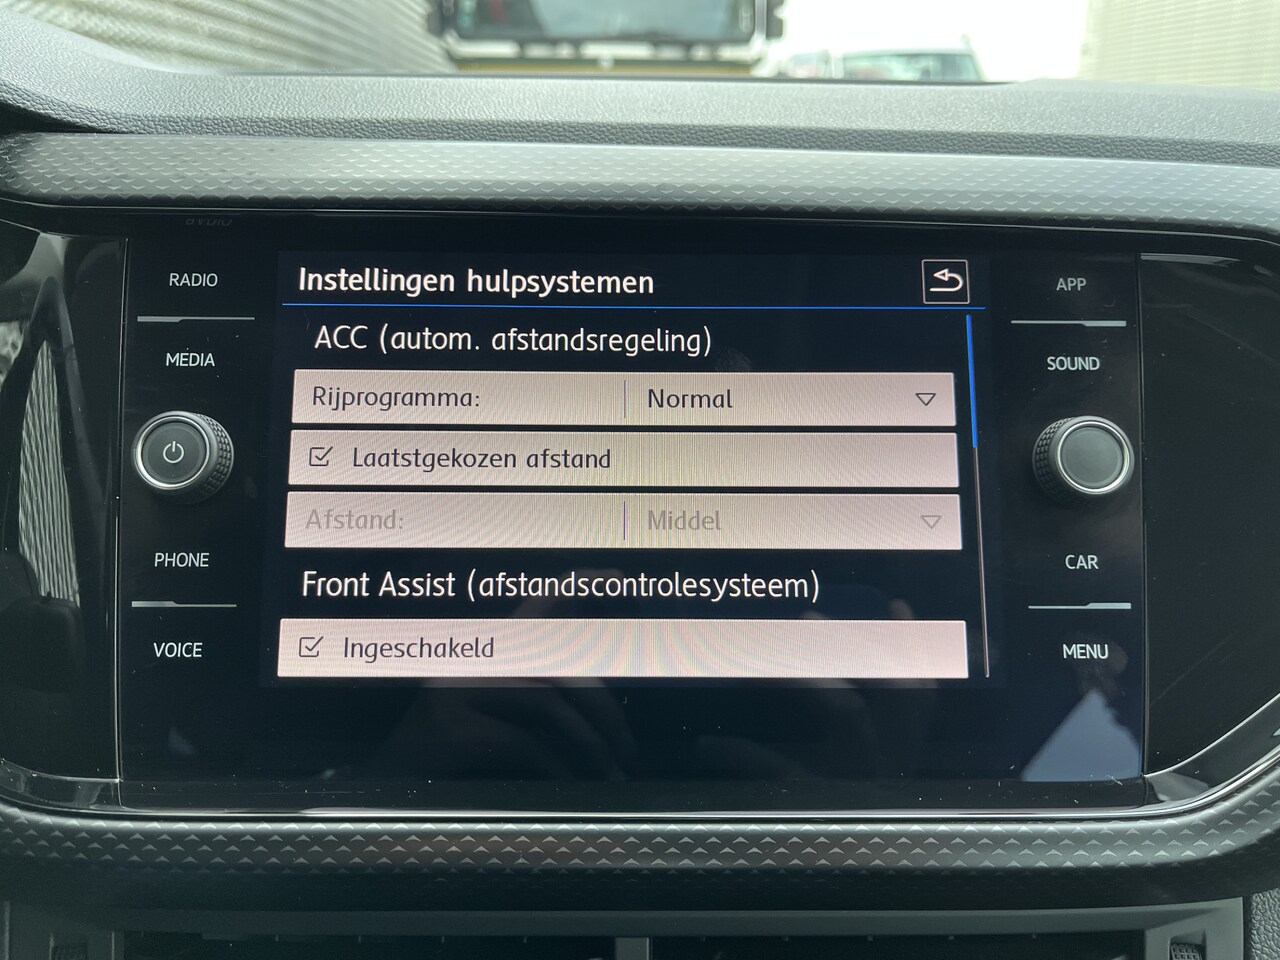 RADIO
MEDIA
PHONE
VOICE
Instellingen hulpsystemen
ACC (autom. afstandsregeling)
Rijprogramma: Normal
Laatstgekozen afstand
Afstand: Middel
Front Assist (afstandscontrolesysteem)
Ingeschakeld
APP
SOUND
CAR
MENU